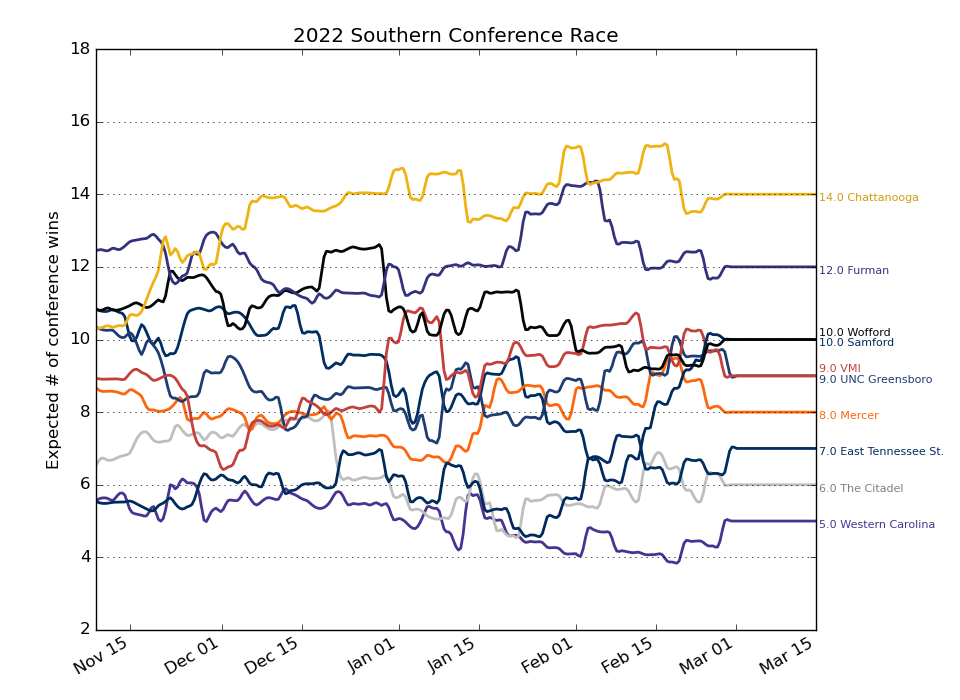 2022 Southern Conference Race
Expected # of conference wins
18
16
14
12
10
8
6
4
2
14.0 Chattanooga
12.0 Furman
10.0 Wofford
10.0 Samford
9.0 VMI
9.0 UNC Greensboro
8.0 Mercer
7.0 East Tennessee St.
6.0 The Citadel
5.0 Western Carolina
Nov 15
Dec 01
Dec 15
Jan 01
Jan 15
Feb 01
Feb 15
Mar 01
Mar 15